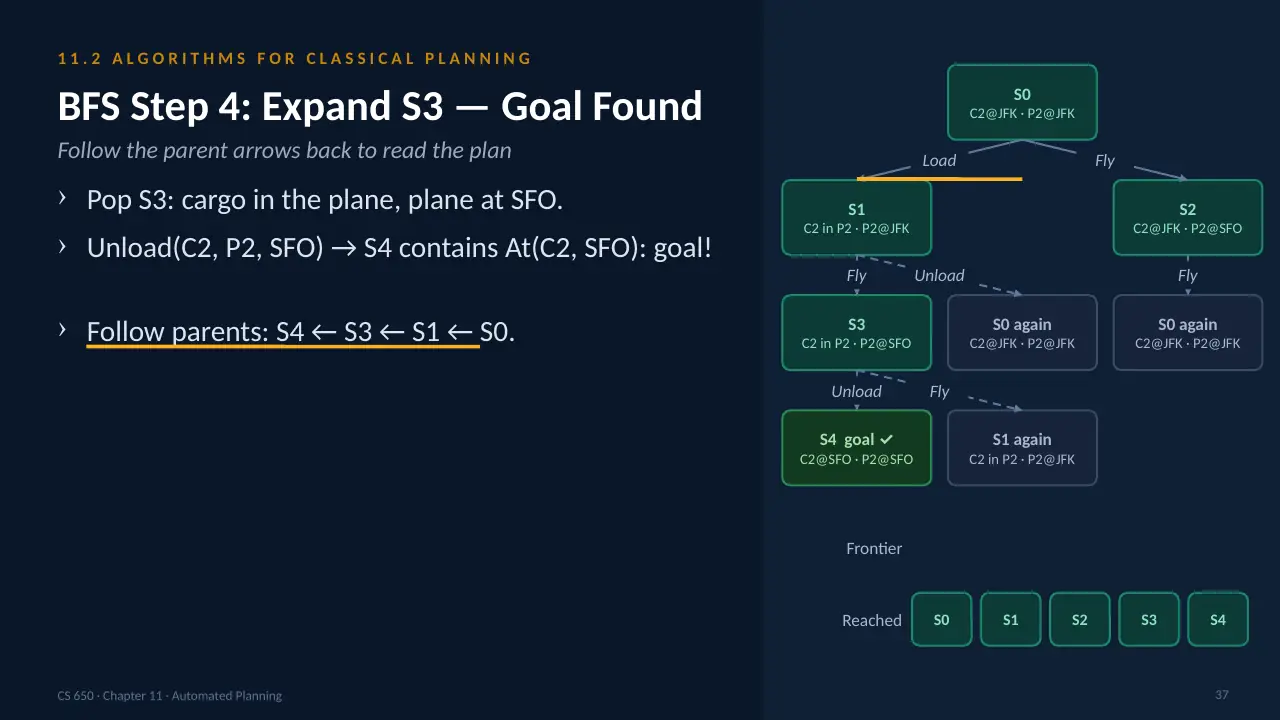 11.2 ALGORITHMS FOR CLASSICAL PLANNING
BFS Step 4: Expand S3 — Goal Found
Follow the parent arrows back to read the plan
› Pop S3: cargo in the plane, plane at SFO.
› Unload(C2, P2, SFO) → S4 contains At(C2, SFO): goal!
› Follow parents: S4 ← S3 ← S1 ← S0.
S0
C2@JFK · P2@JFK
Load
Fly
S1
C2 in P2 · P2@JFK
S2
C2@JFK · P2@SFO
Fly
Unload
Fly
S3
C2 in P2 · P2@SFO
S0 again
C2@JFK · P2@JFK
S0 again
C2@JFK · P2@JFK
Unload
Fly
S4 goal ✓
C2@SFO · P2@SFO
S1 again
C2 in P2 · P2@JFK
Frontier
Reached
S0
S1
S2
S3
S4
CS 650 · Chapter 11 · Automated Planning
37